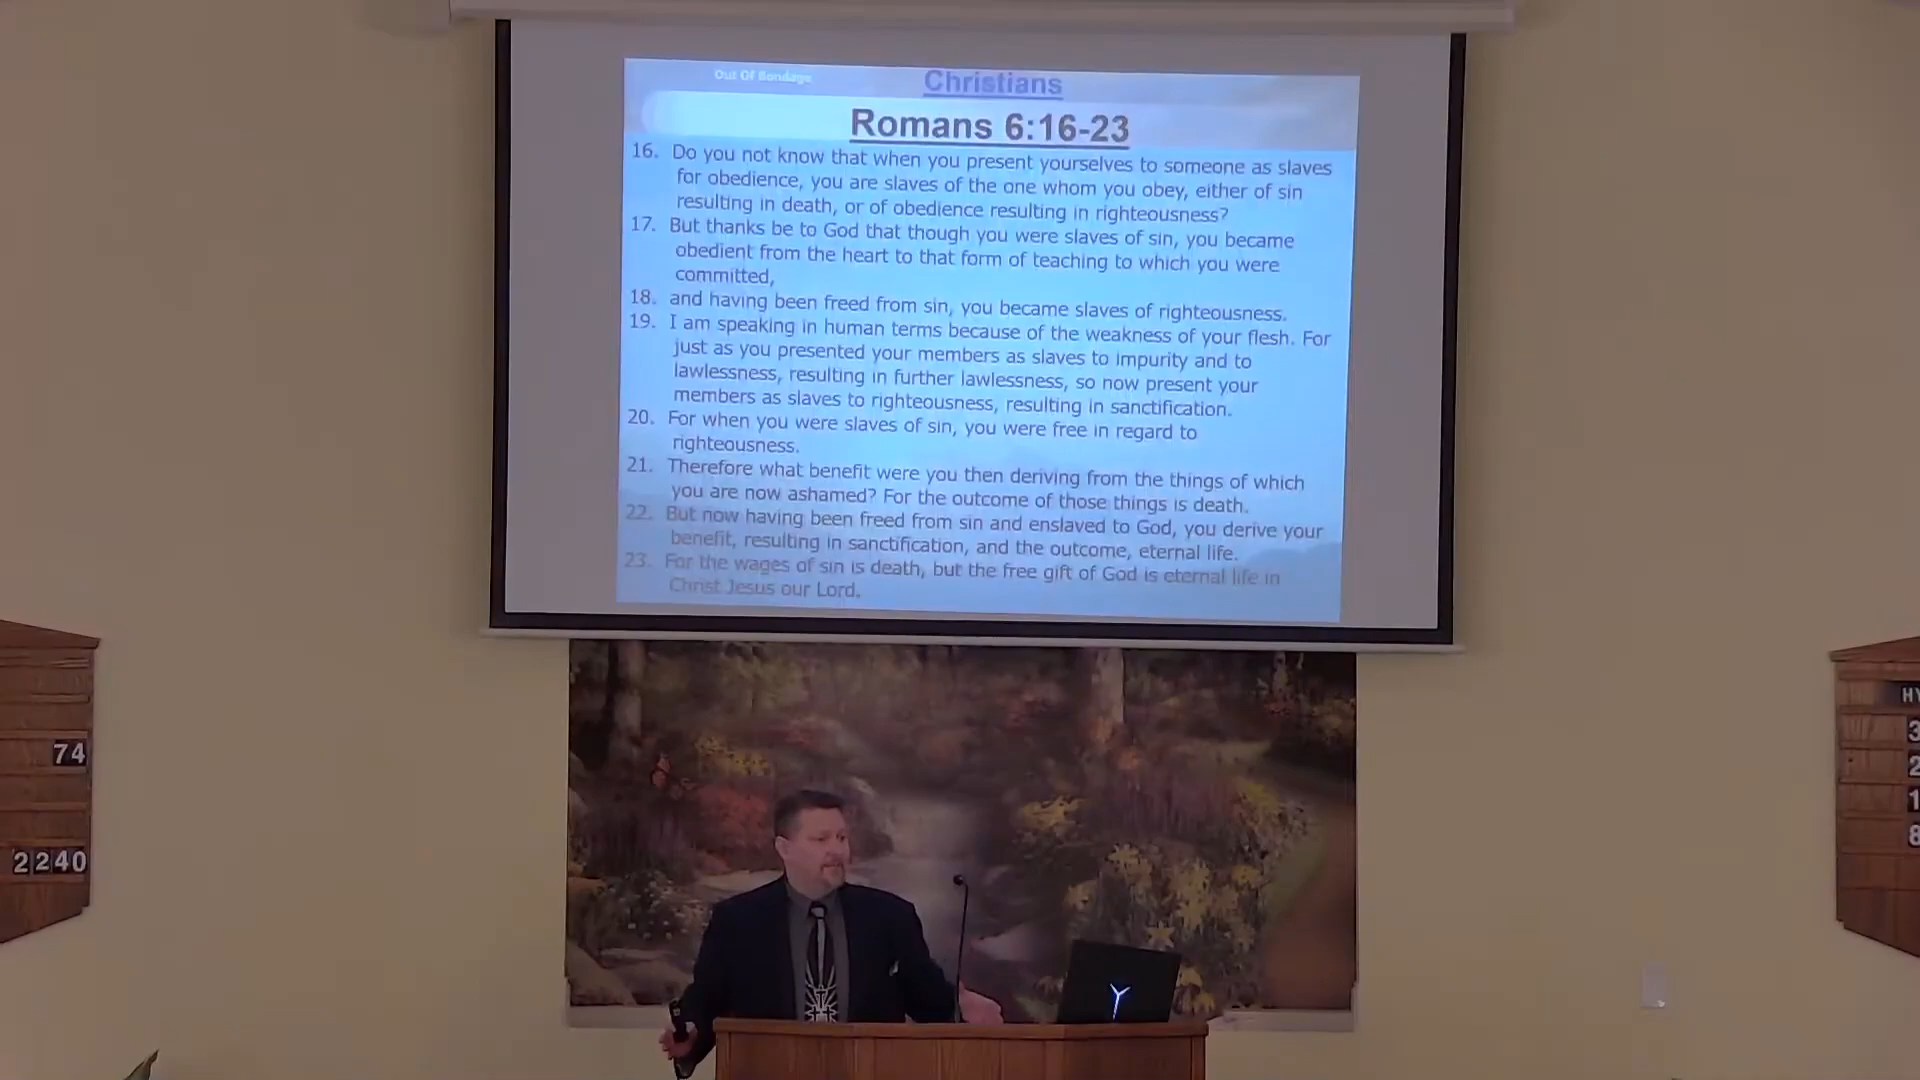 Out Of Bondage
Christians
Romans 6:16-23
16. Do you not know that when you present yourselves to someone as slaves
for obedience, you are slaves of the one whom you obey, either of sin
resulting in death, or of obedience resulting in righteousness?
17. But thanks be to God that though you were slaves of sin, you became
obedient from the heart to that form of teaching to which you were
committed,
18. and having been freed from sin, you became slaves of righteousness.
19. I am speaking in human terms because of the weakness of your flesh. For
just as you presented your members as slaves to impurity and to
lawlessness, resulting in further lawlessness, so now present your
members as slaves to righteousness, resulting in sanctification.
20. For when you were slaves of sin, you were free in regard to
righteousness.
21. Therefore what benefit were you then deriving from the things of which
you are now ashamed? For the outcome of those things is death.
22. But now having been freed from sin and enslaved to God, you derive your
benefit, resulting in sanctification, and the outcome, eternal life.
23. For the wages of sin is death, but the free gift of God is eternal life in
Christ Jesus our Lord.
74
2240
HY
3
2
1
8